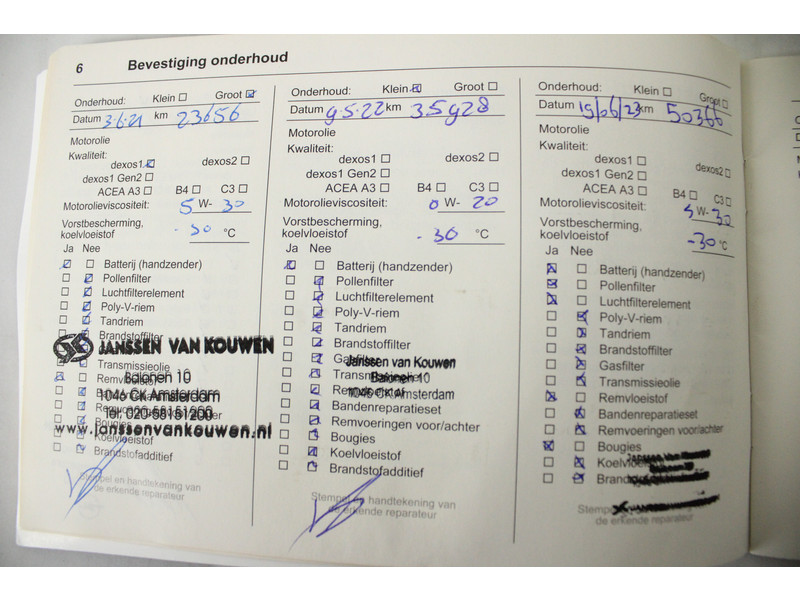 6 Bevestiging onderhoud
Onderhoud: Klein Groot
Datum 3.6.21 km 23656
Motorolie
Kwaliteit:
dexos1 dexos2
dexos1 Gen2
ACEA A3 B4 C3
Motorolieviscositeit: 5 W- 30
Vorstbescherming,
koelvloeistof - 30 °C
Ja Nee
Batterij (handzender)
Pollenfilter
Luchtfilterelement
Poly-V-riem
Tandriem
Brandstoffilter
JANSSEN VAN KOUWEN
Transmissieolie
Remvloeistof
Balonen 10
1046 CK Amsterdam
Bougies
www.janssenvankouwen.nl
Koelvloeistof
Brandstofadditief
Stempel en handtekening van
de erkende reparateur
Onderhoud: Klein Groot
Datum 9.5.22 km 35928
Motorolie
Kwaliteit:
dexos1 dexos2
dexos1 Gen2
ACEA A3 B4 C3
Motorolieviscositeit: 0 W- 20
Vorstbescherming,
koelvloeistof - 30 °C
Ja Nee
Batterij (handzender)
Pollenfilter
Luchtfilterelement
Poly-V-riem
Tandriem
Brandstoffilter
Gasfilter
Janssen van Kouwen
Transmissieolie
Balonen 10
Remvloeistof
1046 CK Amsterdam
Bandenreparatieset
Remvoeringen voor/achter
Bougies
Koelvloeistof
Brandstofadditief
Stempel en handtekening van
de erkende reparateur
Onderhoud: Klein Groot
Datum 19/06/23 km 50366
Motorolie
Kwaliteit:
dexos1 dexos2
dexos1 Gen2
ACEA A3 B4 C3
Motorolieviscositeit: 5 W- 30
Vorstbescherming,
koelvloeistof -30 °C
Ja Nee
Batterij (handzender)
Pollenfilter
Luchtfilterelement
Poly-V-riem
Tandriem
Brandstoffilter
Gasfilter
Transmissieolie
Remvloeistof
Bandenreparatieset
Remvoeringen voor/achter
Bougies
de erkende reparateur